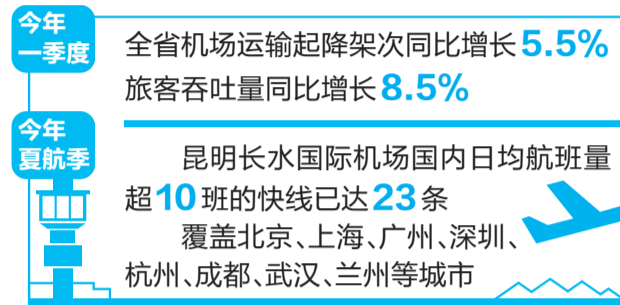 今年
一季度
全省机场运输起降架次同比增长5.5%
旅客吞吐量同比增长8.5%
今年
夏航季
昆明长水国际机场国内日均航班量
超10班的快线已达23条
覆盖北京、上海、广州、深圳、
杭州、成都、武汉、兰州等城市